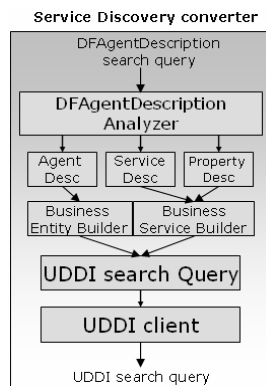 Service Discovery converter
DFAgentDescription
search query
DFAgentDescription
Analyzer
Agent
Desc
Service
Desc
Property
Desc
Business
Entity Builder
Business
Service Builder
UDDI search Query
UDDI client
UDDI search query